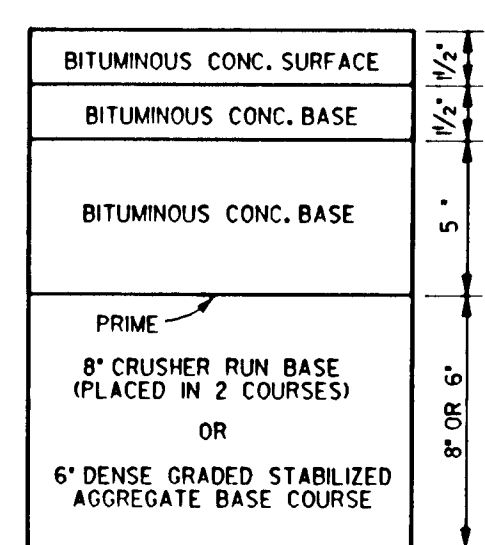 BITUMINOUS CONC. SURFACE
1 1/2"
BITUMINOUS CONC. BASE
1 1/2"
BITUMINOUS CONC. BASE
5"
PRIME
8" CRUSHER RUN BASE
(PLACED IN 2 COURSES)
OR
6" DENSE GRADED STABILIZED
AGGREGATE BASE COURSE
8" OR 6"